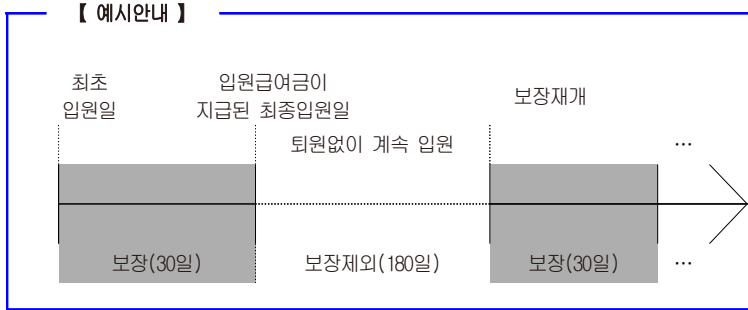 【 예시안내 】
최초
입원일
입원급여금이
지급된 최종입원일
보장재개
퇴원없이 계속 입원
…
보장(30일)
보장제외(180일)
보장(30일)
…